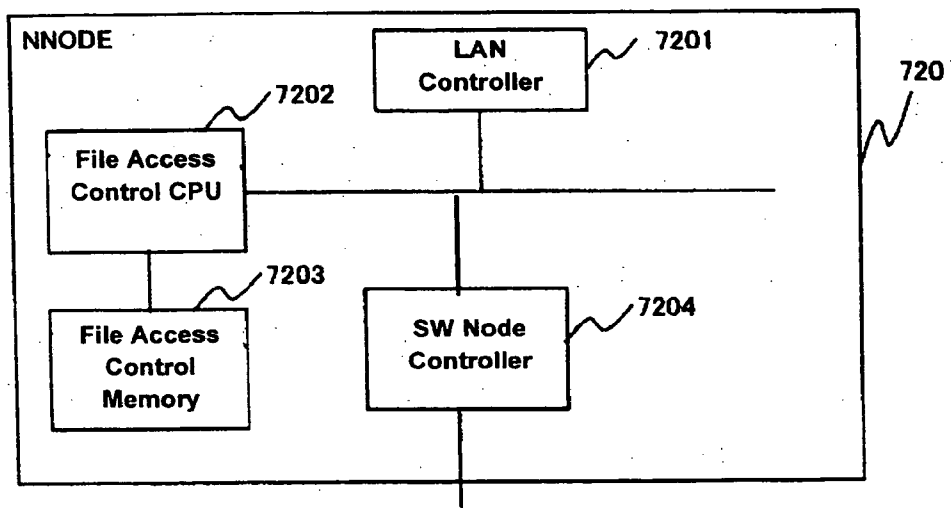 NNODE
LAN
Controller
7201
720
7202
File Access
Control CPU
7203
File Access
Control
Memory
7204
SW Node
Controller